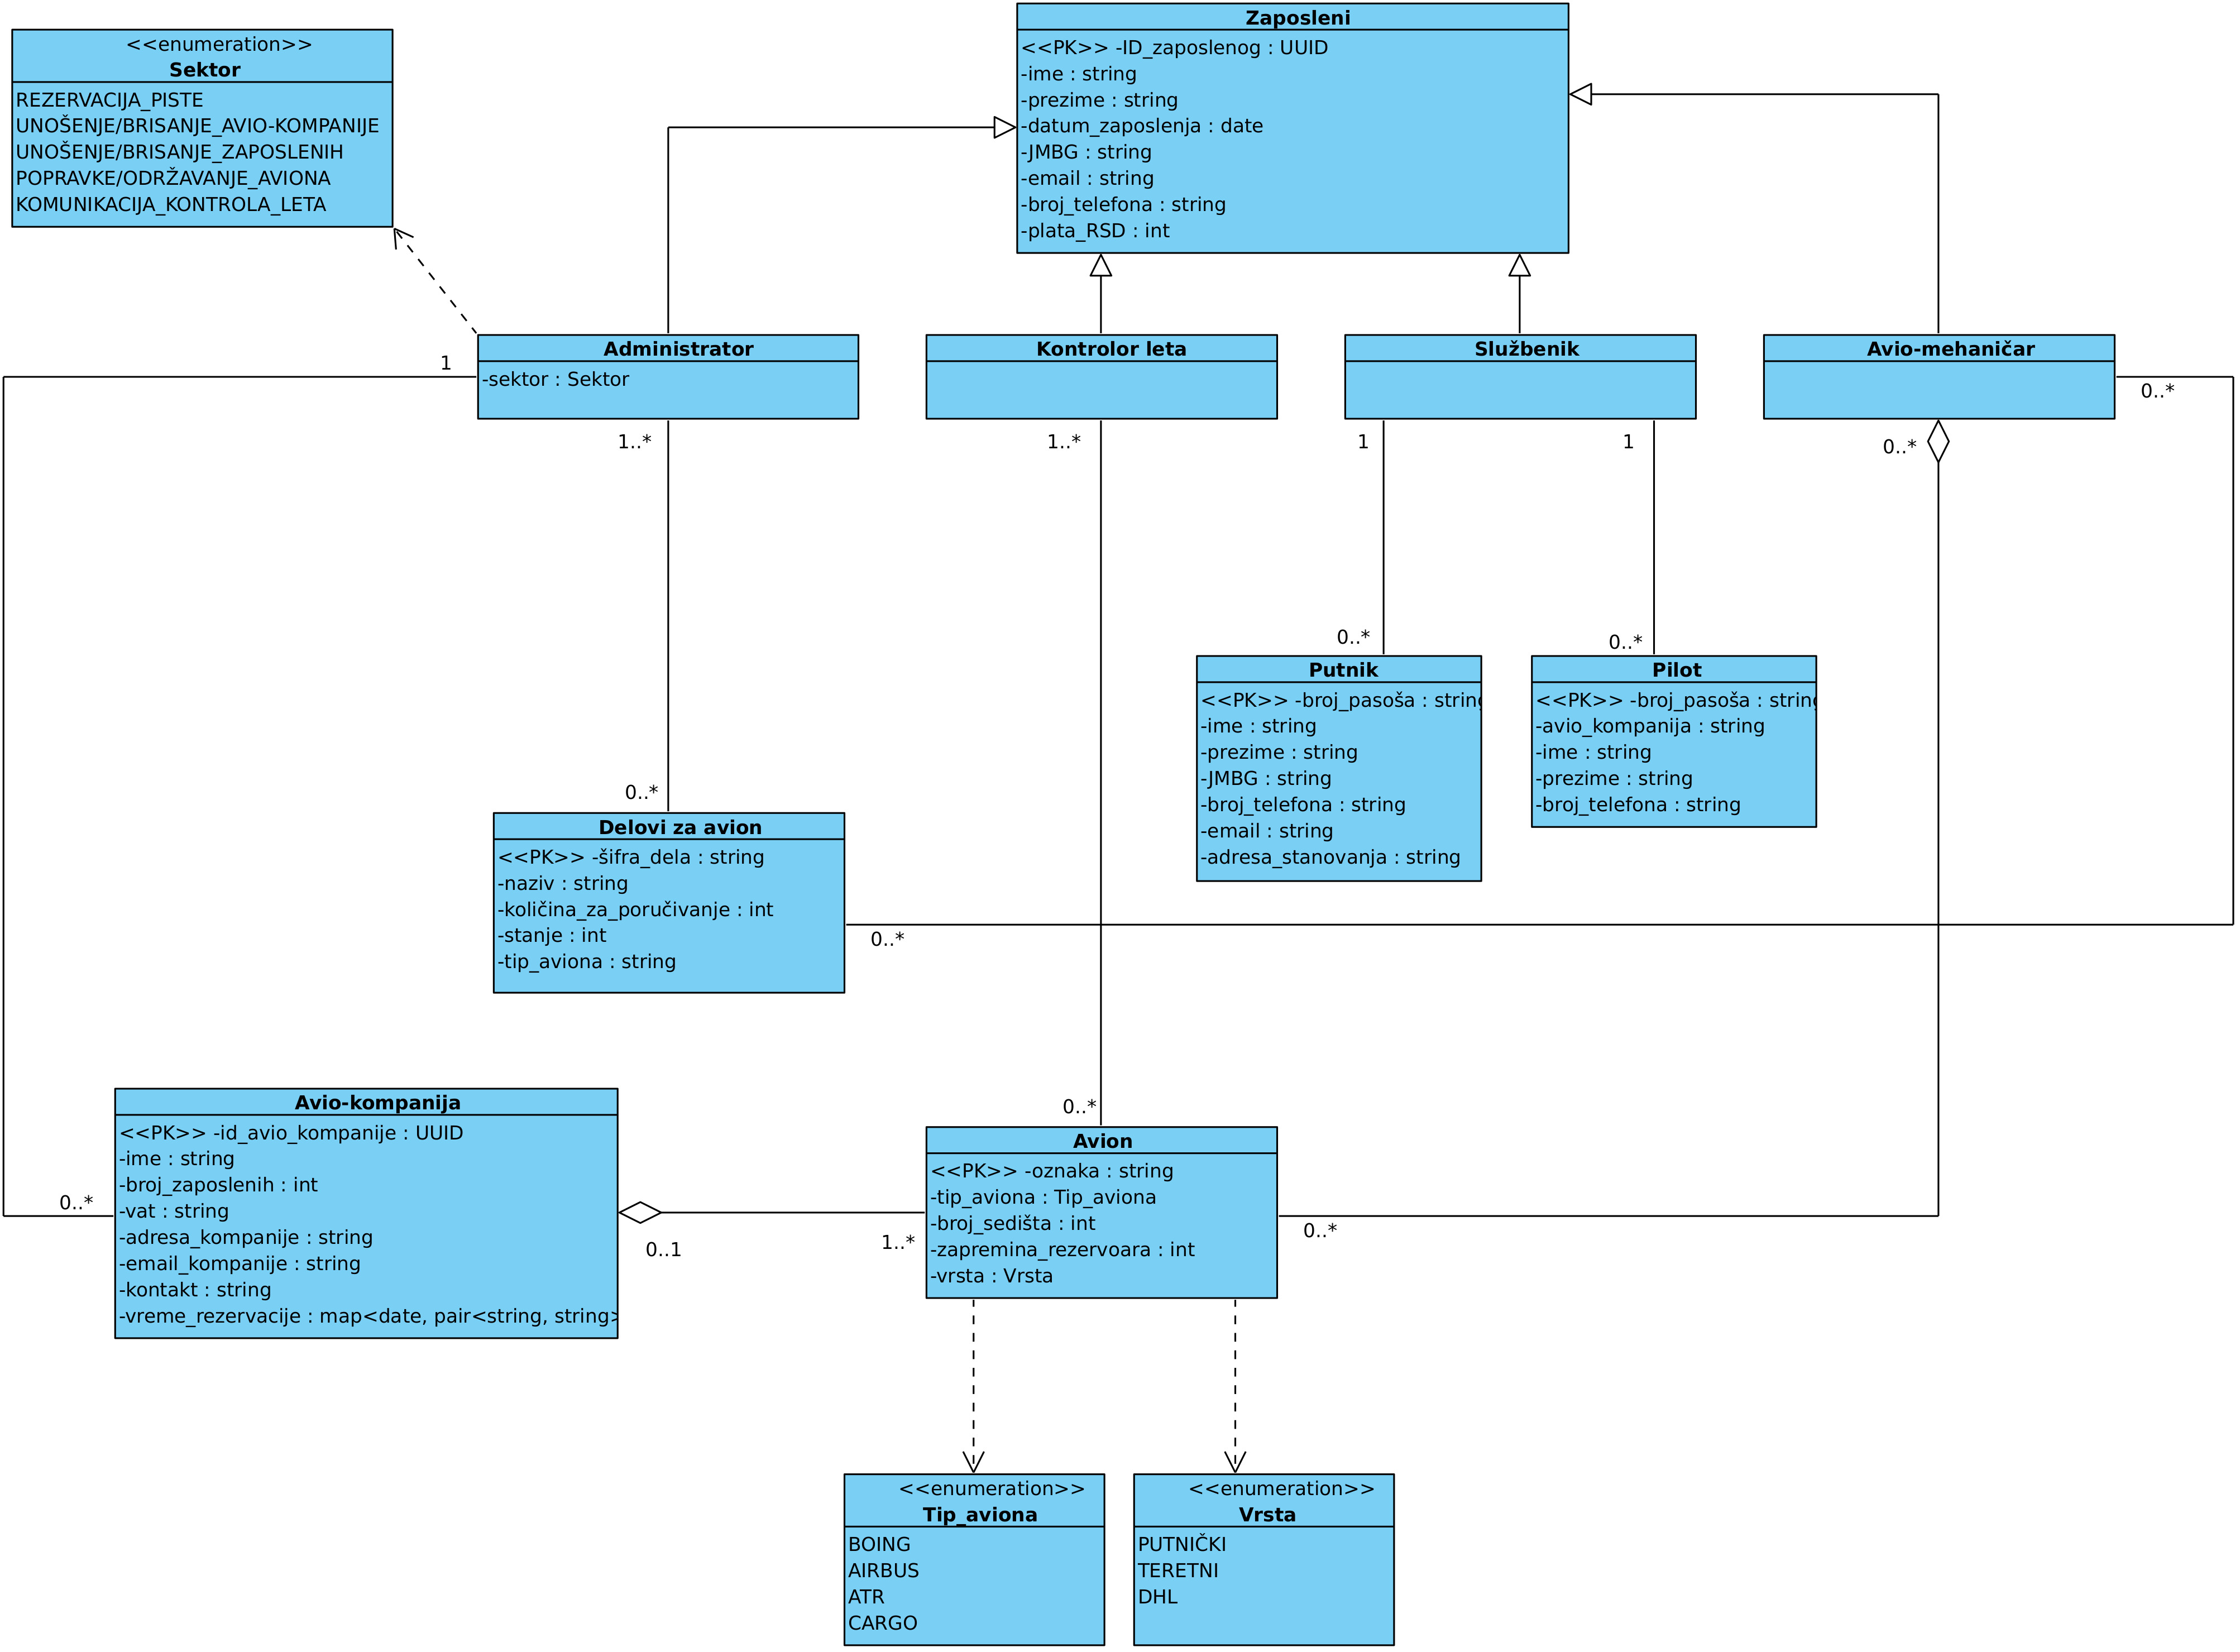 <<enumeration>>
Sektor
REZERVACIJA_PISTE
UNOŠENJE/BRISANJE_AVIO-KOMPANIJE
UNOŠENJE/BRISANJE_ZAPOSLENIH
POPRAVKE/ODRŽAVANJE_AVIONA
KOMUNIKACIJA_KONTROLA_LETA
Zaposleni
<<PK>> -ID_zaposlenog : UUID
-ime : string
-prezime : string
-datum_zaposlenja : date
-JMBG : string
-email : string
-broj_telefona : string
-plata_RSD : int
Administrator
-sektor : Sektor
Kontrolor leta
Službenik
Avio-mehaničar
1
0..*
1..*
1..*
1
1
0..*
0..*
0..*
Putnik
<<PK>> -broj_pasoša : string
-ime : string
-prezime : string
-JMBG : string
-broj_telefona : string
-email : string
-adresa_stanovanja : string
Pilot
<<PK>> -broj_pasoša : string
-avio_kompanija : string
-ime : string
-prezime : string
-broj_telefona : string
0..*
Delovi za avion
<<PK>> -šifra_dela : string
-naziv : string
-količina_za_poručivanje : int
-stanje : int
-tip_aviona : string
0..*
Avio-kompanija
<<PK>> -id_avio_kompanije : UUID
-ime : string
-broj_zaposlenih : int
-vat : string
-adresa_kompanije : string
-email_kompanije : string
-kontakt : string
-vreme_rezervacije : map<date, pair<string, string>
0..*
0..1
1..*
0..*
Avion
<<PK>> -oznaka : string
-tip_aviona : Tip_aviona
-broj_sedišta : int
-zapremina_rezervoara : int
-vrsta : Vrsta
0..*
<<enumeration>>
Tip_aviona
BOING
AIRBUS
ATR
CARGO
<<enumeration>>
Vrsta
PUTNIČKI
TERETNI
DHL